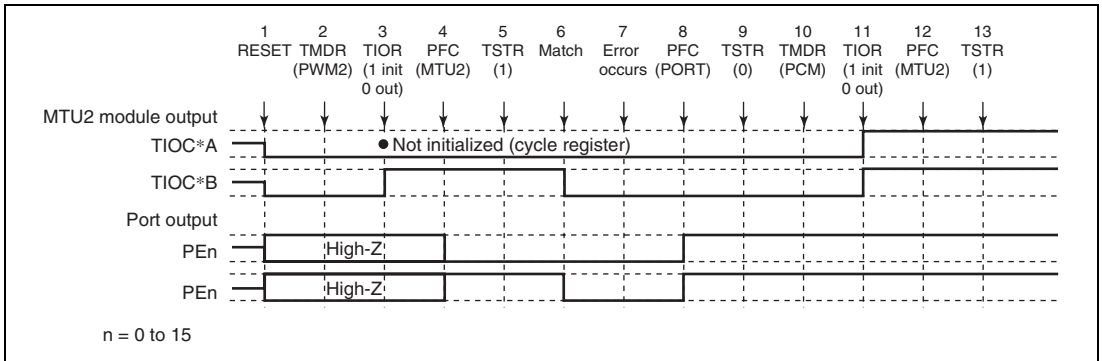 1 2 3 4 5 6 7 8 9 10 11 12 13
RESET TMDR TIOR PFC TSTR Match Error PFC TSTR TMDR TIOR PFC TSTR
(PWM2) (1 init (MTU2) (1) occurs (PORT) (0) (PCM) (1 init (MTU2) (1)
0 out) 0 out)
MTU2 module output
TIOC*A
● Not initialized (cycle register)
TIOC*B
Port output
PEn
High-Z
PEn
High-Z
n = 0 to 15